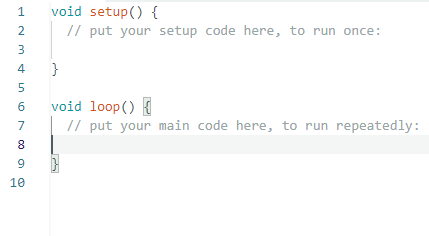 1 void setup() {
2 // put your setup code here, to run once:
3
4 }
5
6 void loop() {
7 // put your main code here, to run repeatedly:
8
9 }
10